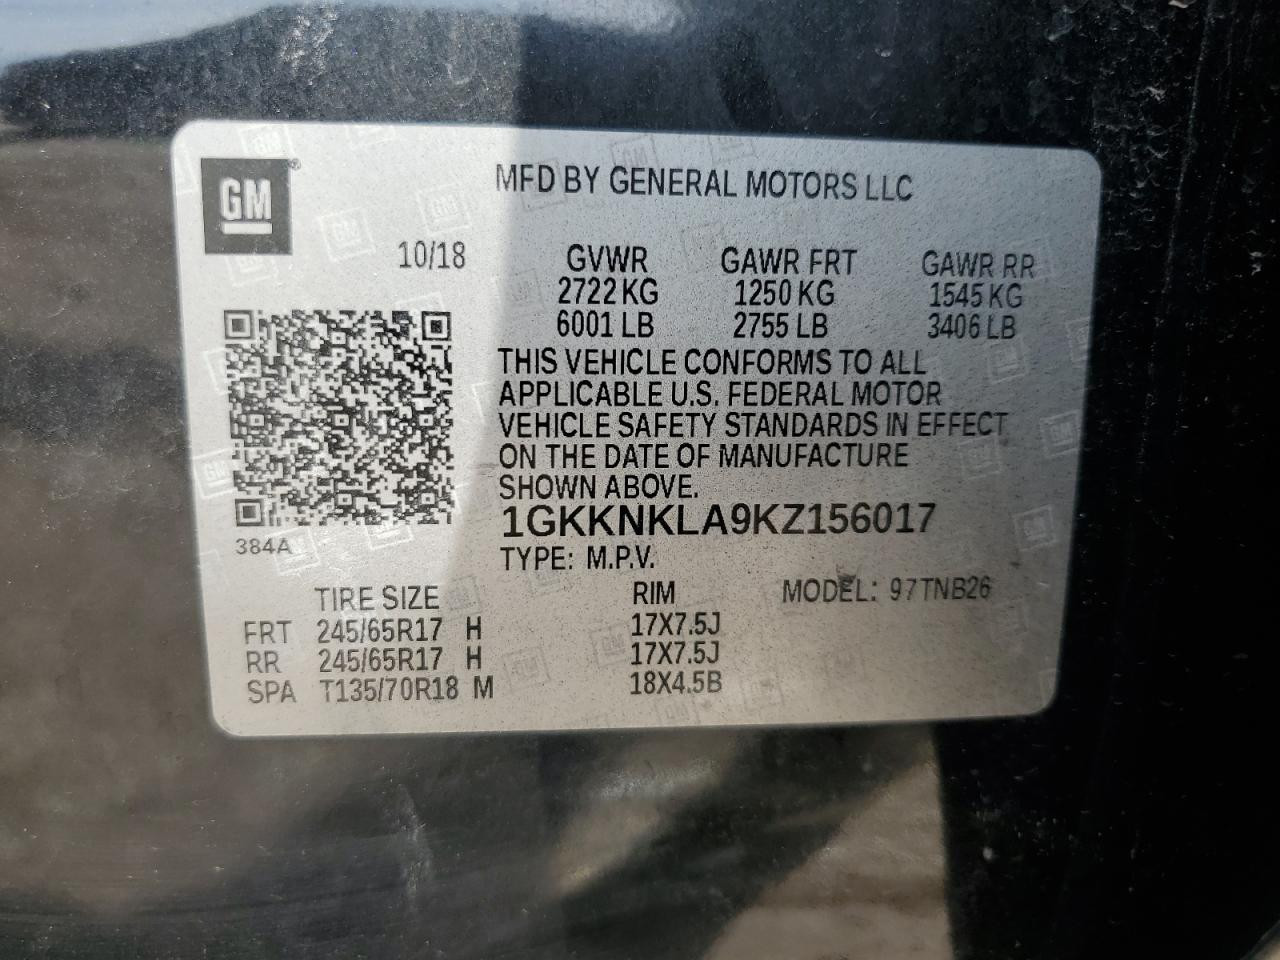 GM
MFD BY GENERAL MOTORS LLC
10/18
GVWR GAWR FRT GAWR RR
2722 KG 1250 KG 1545 KG
6001 LB 2755 LB 3406 LB
THIS VEHICLE CONFORMS TO ALL
APPLICABLE U.S. FEDERAL MOTOR
VEHICLE SAFETY STANDARDS IN EFFECT
ON THE DATE OF MANUFACTURE
SHOWN ABOVE.
1GKKNKLA9KZ156017
384A
TYPE: M.P.V.
TIRE SIZE RIM MODEL: 97TNB26
FRT 245/65R17 H 17X7.5J
RR 245/65R17 H 17X7.5J
SPA T135/70R18 M 18X4.5B